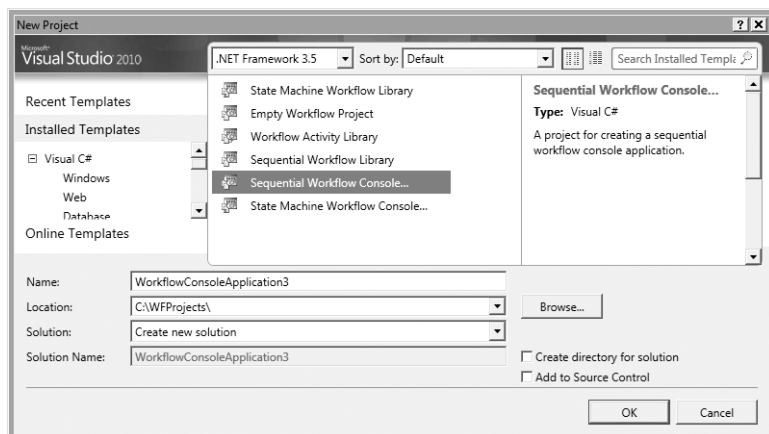 New Project
Microsoft
Visual Studio 2010
.NET Framework 3.5
Sort by: Default
Search Installed Templa
Recent Templates
Installed Templates
Visual C#
Windows
Web
Database
Online Templates
State Machine Workflow Library
Empty Workflow Project
Workflow Activity Library
Sequential Workflow Library
Sequential Workflow Console...
State Machine Workflow Console...
Sequential Workflow Console...
Type: Visual C#
A project for creating a sequential
workflow console application.
Name: WorkflowConsoleApplication3
Location: C:\WFProjects\
Browse...
Solution: Create new solution
Solution Name: WorkflowConsoleApplication3
Create directory for solution
Add to Source Control
OK
Cancel